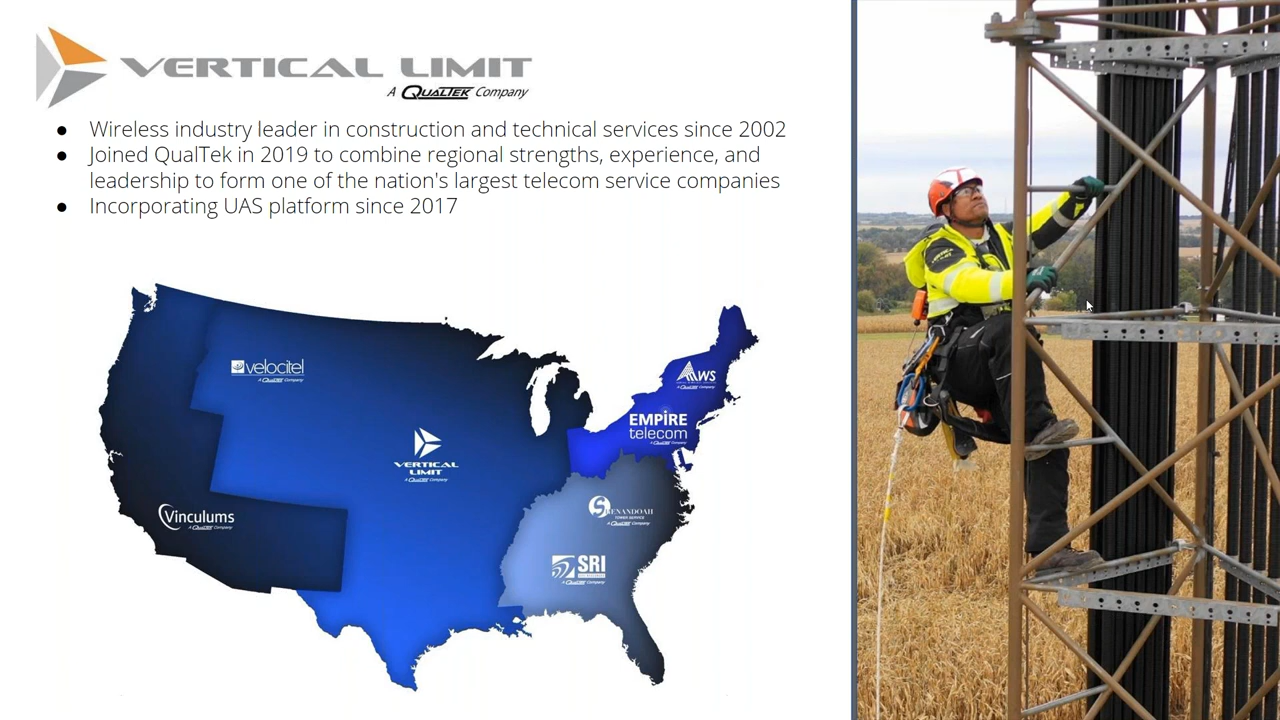 VERTICAL LIMIT
A QUALTEK Company
● Wireless industry leader in construction and technical services since 2002
● Joined QualTek in 2019 to combine regional strengths, experience, and
leadership to form one of the nation's largest telecom service companies
● Incorporating UAS platform since 2017
velocitel
A QUALTEK Company
AWS
A QUALTEK Company
EMPIRE
telecom
A QUALTEK Company
VERTICAL
LIMIT
A QUALTEK Company
Vinculums
A QUALTEK Company
SHENANDOAH
TOWER SERVICE
A QUALTEK Company
SRI
A QUALTEK Company